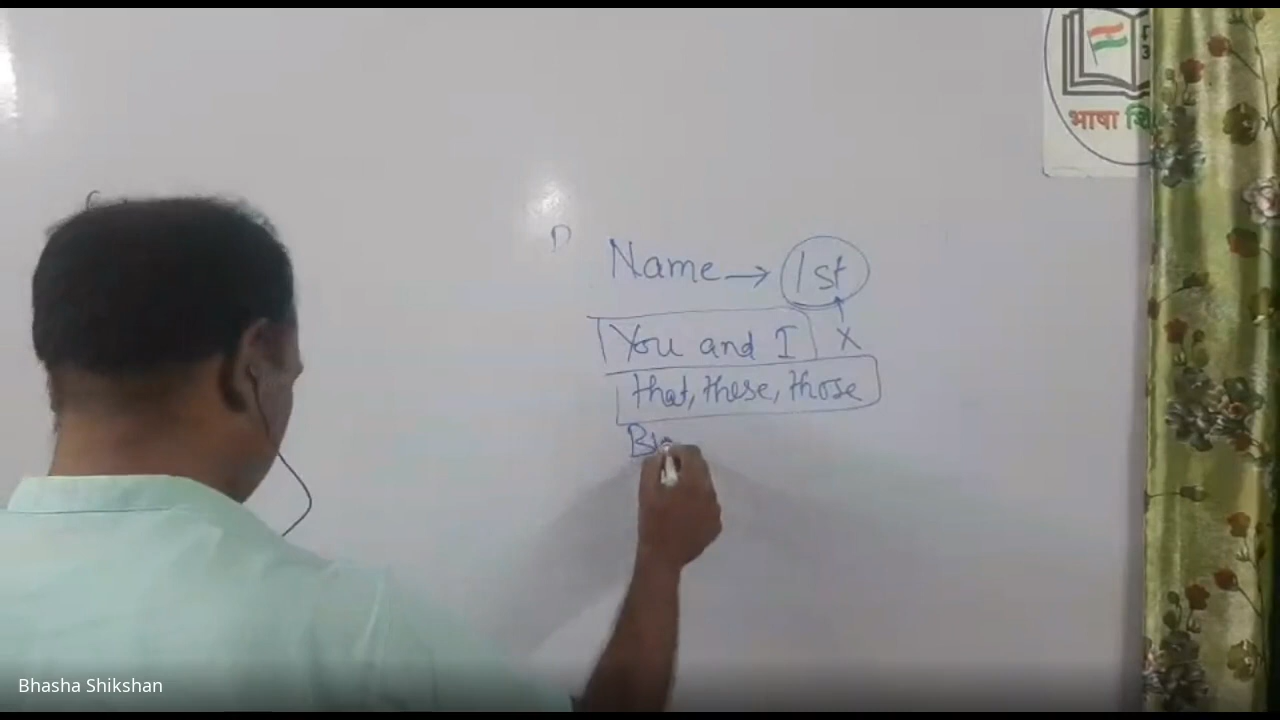 भाषा
Name → 1st
You and I X
that, these, those
Bhasha Shikshan